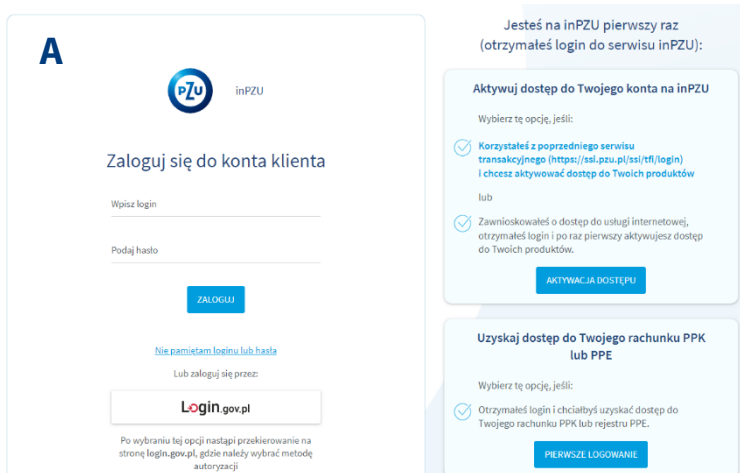 A
PZU
inPZU
Zaloguj się do konta klienta
Wpisz login
Podaj hasło
ZALOGUJ
Nie pamiętam loginu lub hasła
Lub zaloguj się przez:
Login.gov.pl
Po wybraniu tej opcji nastąpi przekierowanie na
stronę login.gov.pl, gdzie należy wybrać metodę
autoryzacji
Jesteś na inPZU pierwszy raz
(otrzymałeś login do serwisu inPZU):
Aktywuj dostęp do Twojego konta na inPZU
Wybierz tę opcję, jeśli:
Korzystałeś z poprzedniego serwisu
transakcyjnego (https://ssi.pzu.pl/ssi/tfi/login)
i chcesz aktywować dostęp do Twoich produktów
lub
Zawnioskowałeś o dostęp do usługi internetowej,
otrzymałeś login i po raz pierwszy aktywujesz dostęp
do Twoich produktów.
AKTYWACJA DOSTĘPU
Uzyskaj dostęp do Twojego rachunku PPK
lub PPE
Wybierz tę opcję, jeśli:
Otrzymałeś login i chciałbyś uzyskać dostęp do
Twojego rachunku PPK lub rejestru PPE.
PIERWSZE LOGOWANIE